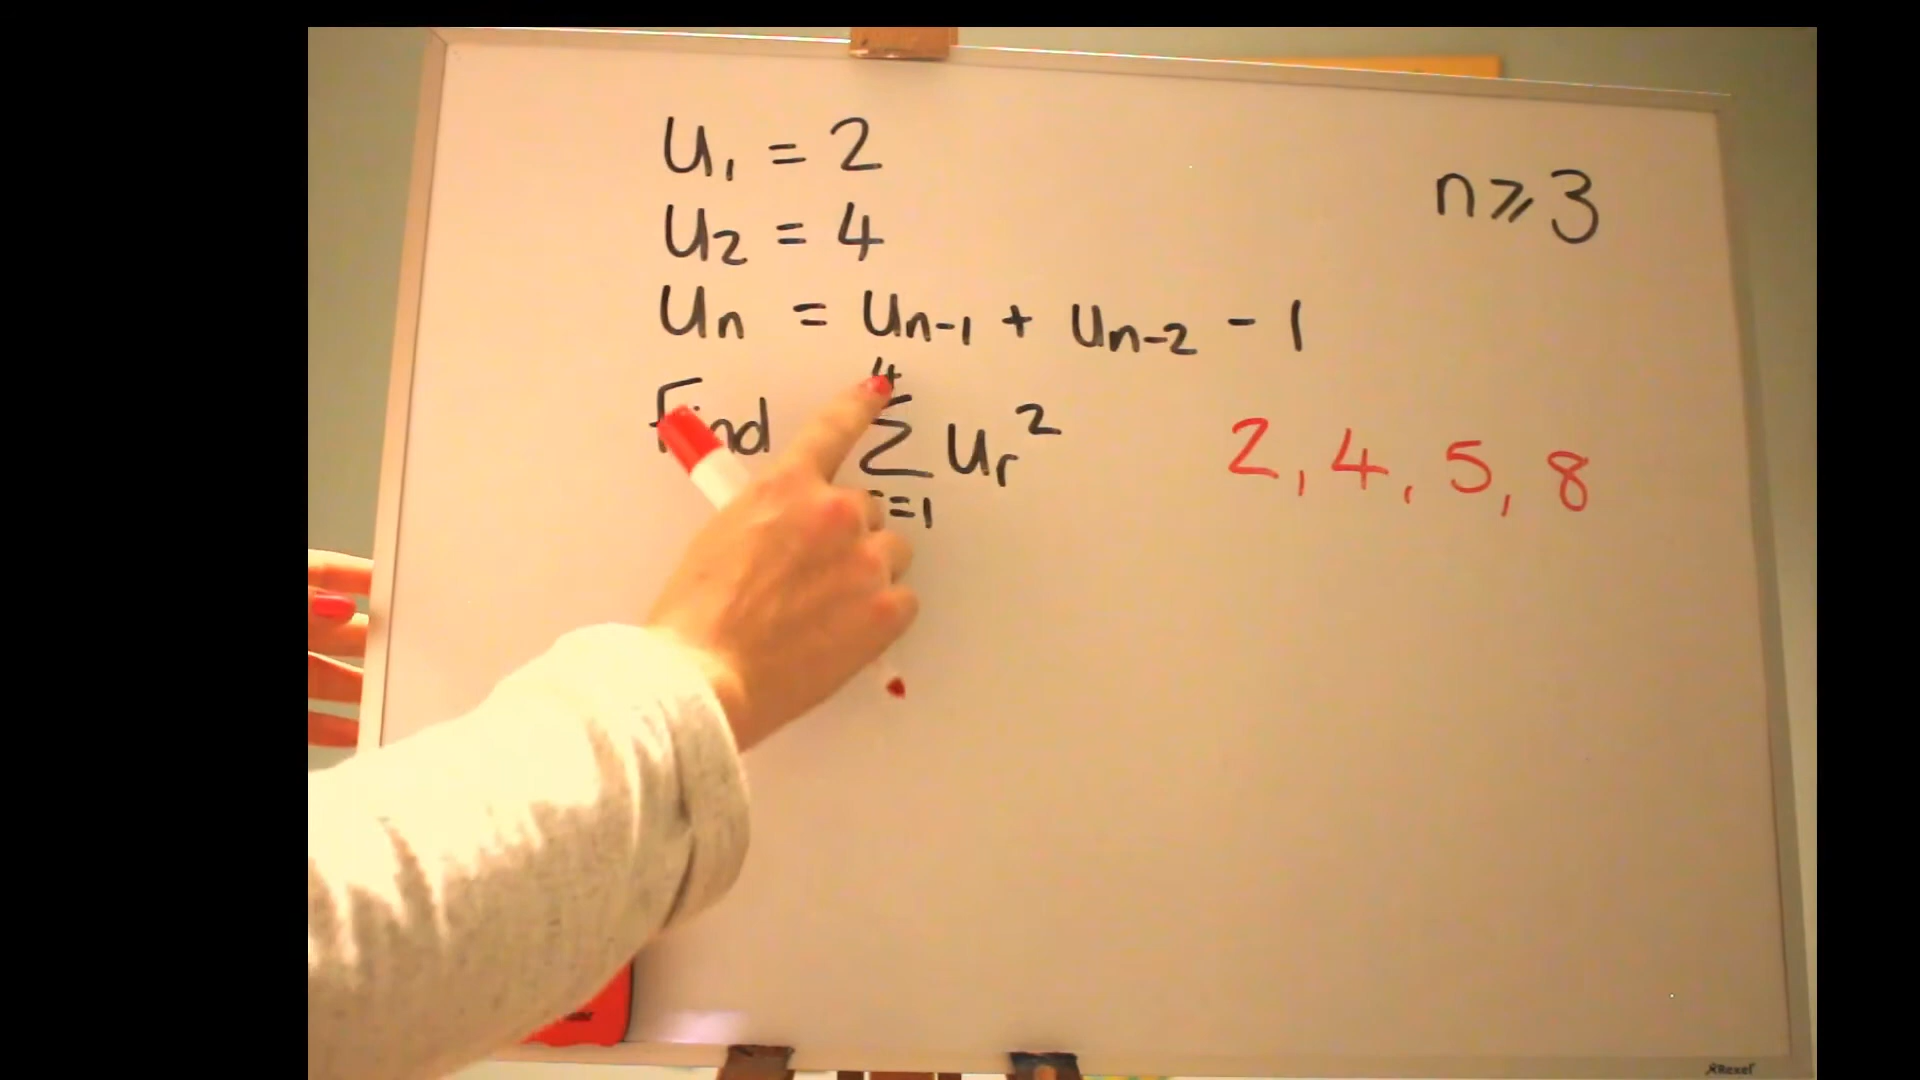 U₁ = 2
U₂ = 4
n ⩾ 3
Uₙ = Uₙ₋₁ + Uₙ₋₂ - 1
Find
4
Σ Uᵣ²
=1
2, 4, 5, 8
Rexel